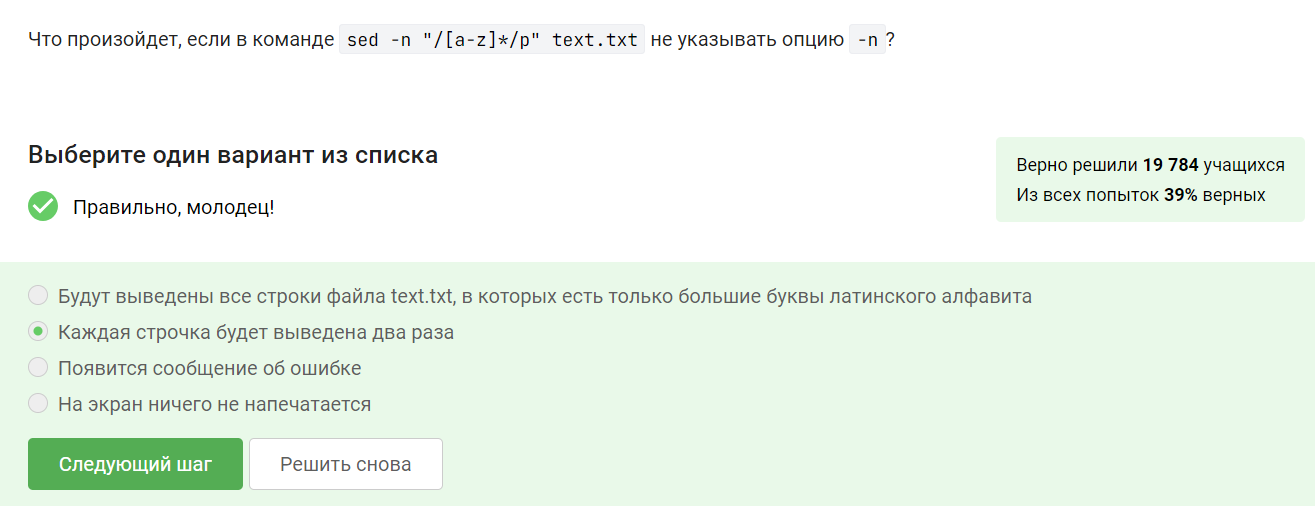 Что произойдет, если в команде sed -n "/[a-z]*/p" text.txt не указывать опцию -n?
Выберите один вариант из списка
Правильно, молодец!
Верно решили 19 784 учащихся
Из всех попыток 39% верных
Будут выведены все строки файла text.txt, в которых есть только большие буквы латинского алфавита
Каждая строчка будет выведена два раза
Появится сообщение об ошибке
На экран ничего не напечатается
Следующий шаг
Решить снова